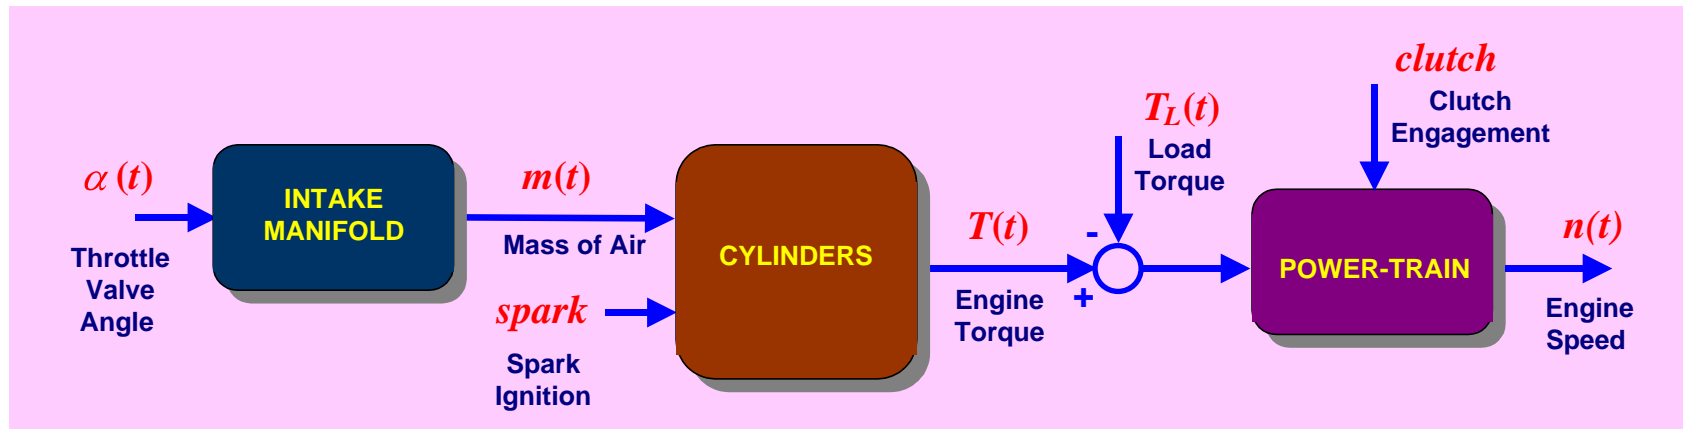 α (t)
Throttle
Valve
Angle
INTAKE
MANIFOLD
m(t)
Mass of Air
spark
Spark
Ignition
CYLINDERS
T(t)
Engine
Torque
T_L(t)
Load
Torque
-
+
clutch
Clutch
Engagement
POWER-TRAIN
n(t)
Engine
Speed